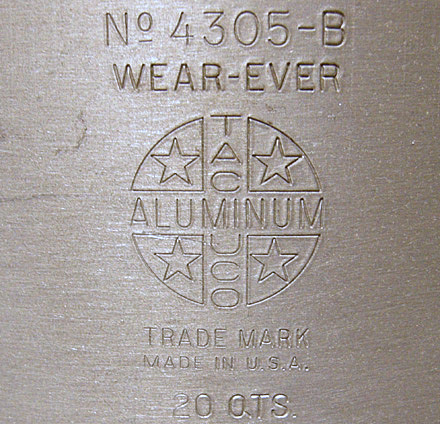 No 4305-B
WEAR-EVER
TACUCO
ALUMINUM
TRADE MARK
MADE IN U.S.A.
20 QTS.